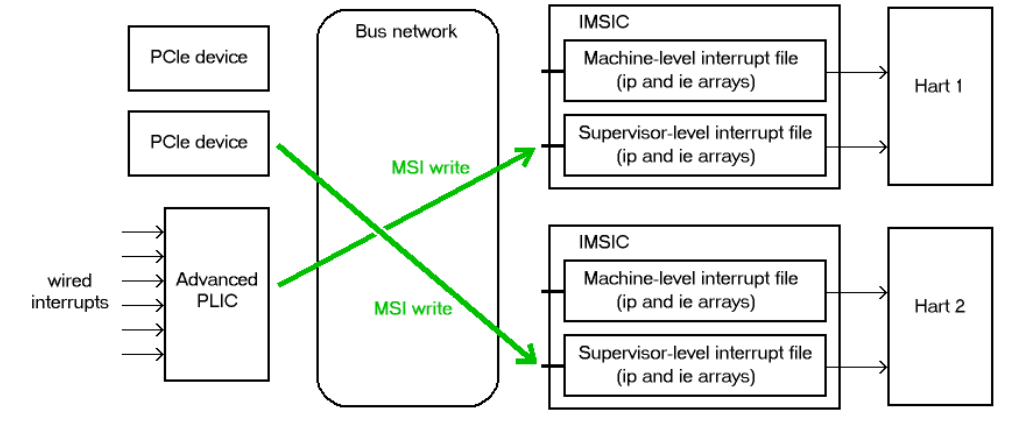 PCIe device
PCIe device
wired
interrupts
Advanced
PLIC
Bus network
MSI write
MSI write
IMSIC
Machine-level interrupt file
(ip and ie arrays)
Supervisor-level interrupt file
(ip and ie arrays)
Hart 1
IMSIC
Machine-level interrupt file
(ip and ie arrays)
Supervisor-level interrupt file
(ip and ie arrays)
Hart 2